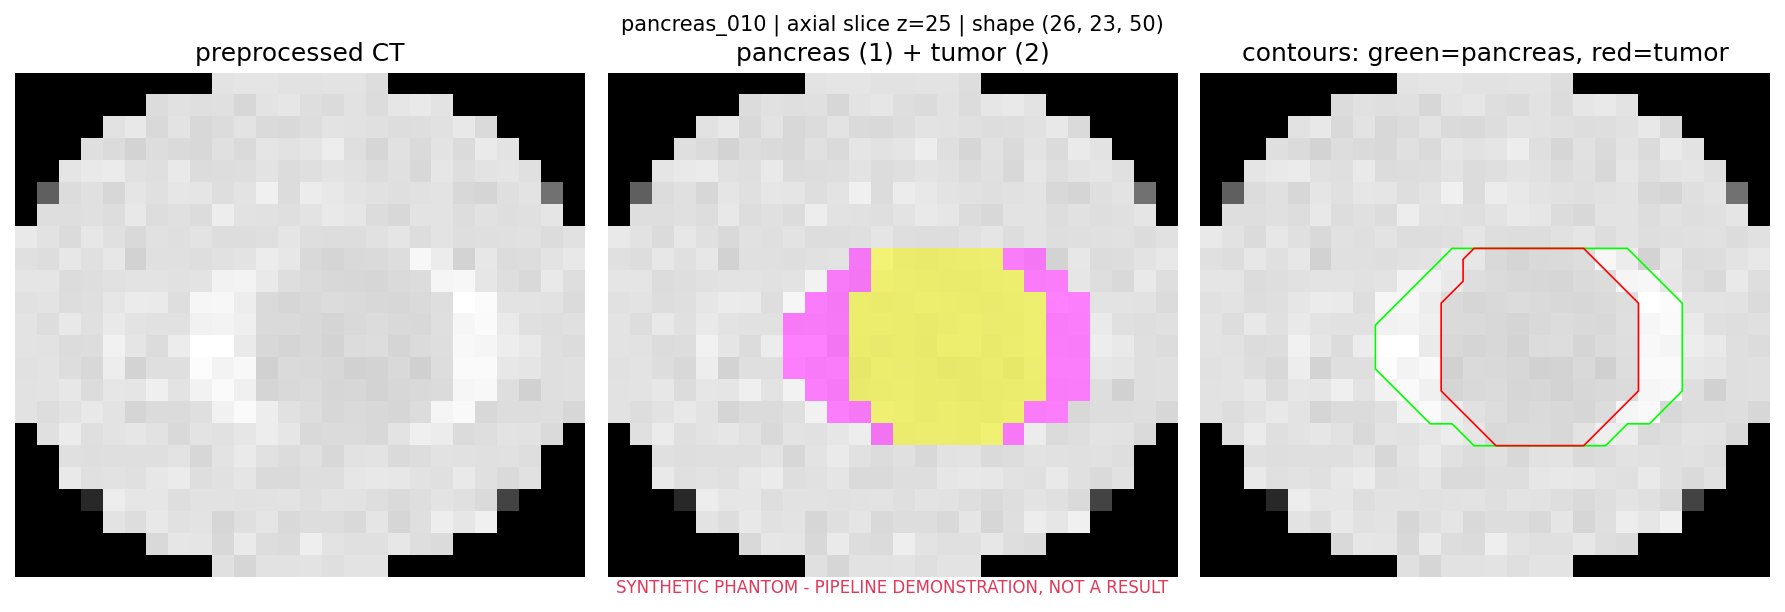 pancreas_010 | axial slice z=25 | shape (26, 23, 50)
preprocessed CT
pancreas (1) + tumor (2)
contours: green=pancreas, red=tumor
SYNTHETIC PHANTOM - PIPELINE DEMONSTRATION, NOT A RESULT